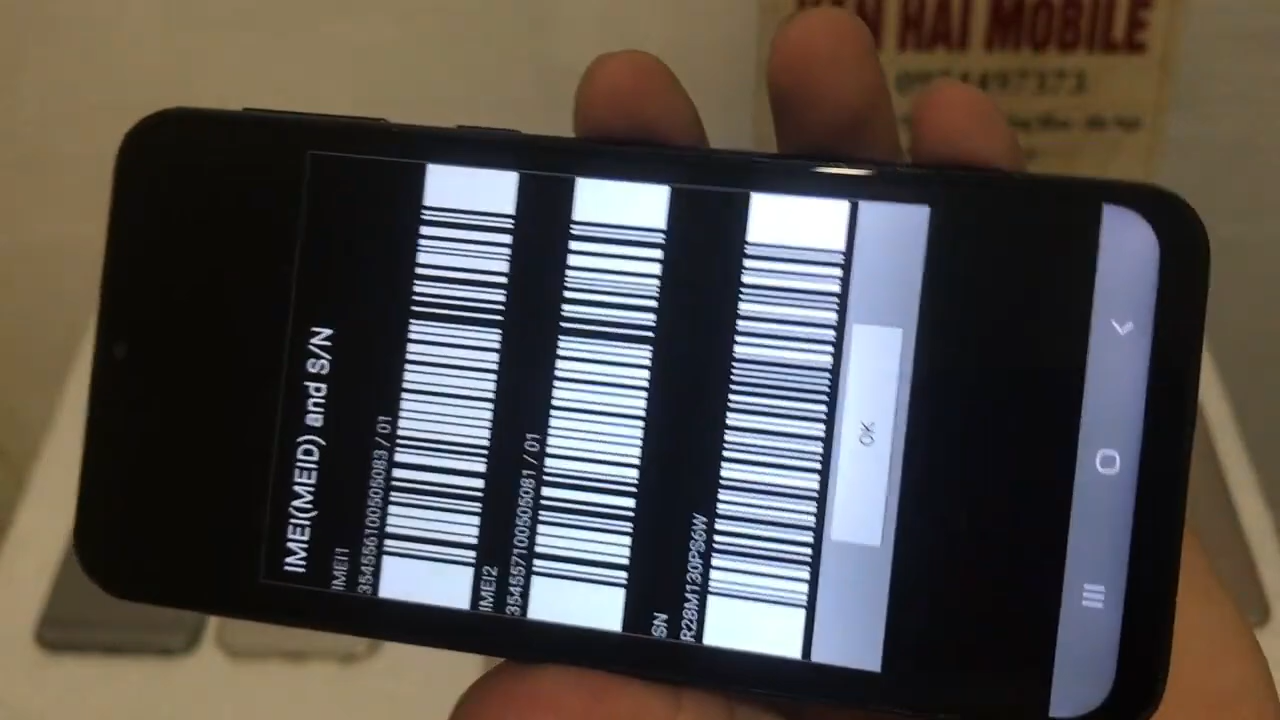 HAI MOBILE
IMEI(MEID) and S/N
IMEI1
354556100505083 / 01
IMEI2
354557100505081 / 01
SN
R28M130PS6W
OK